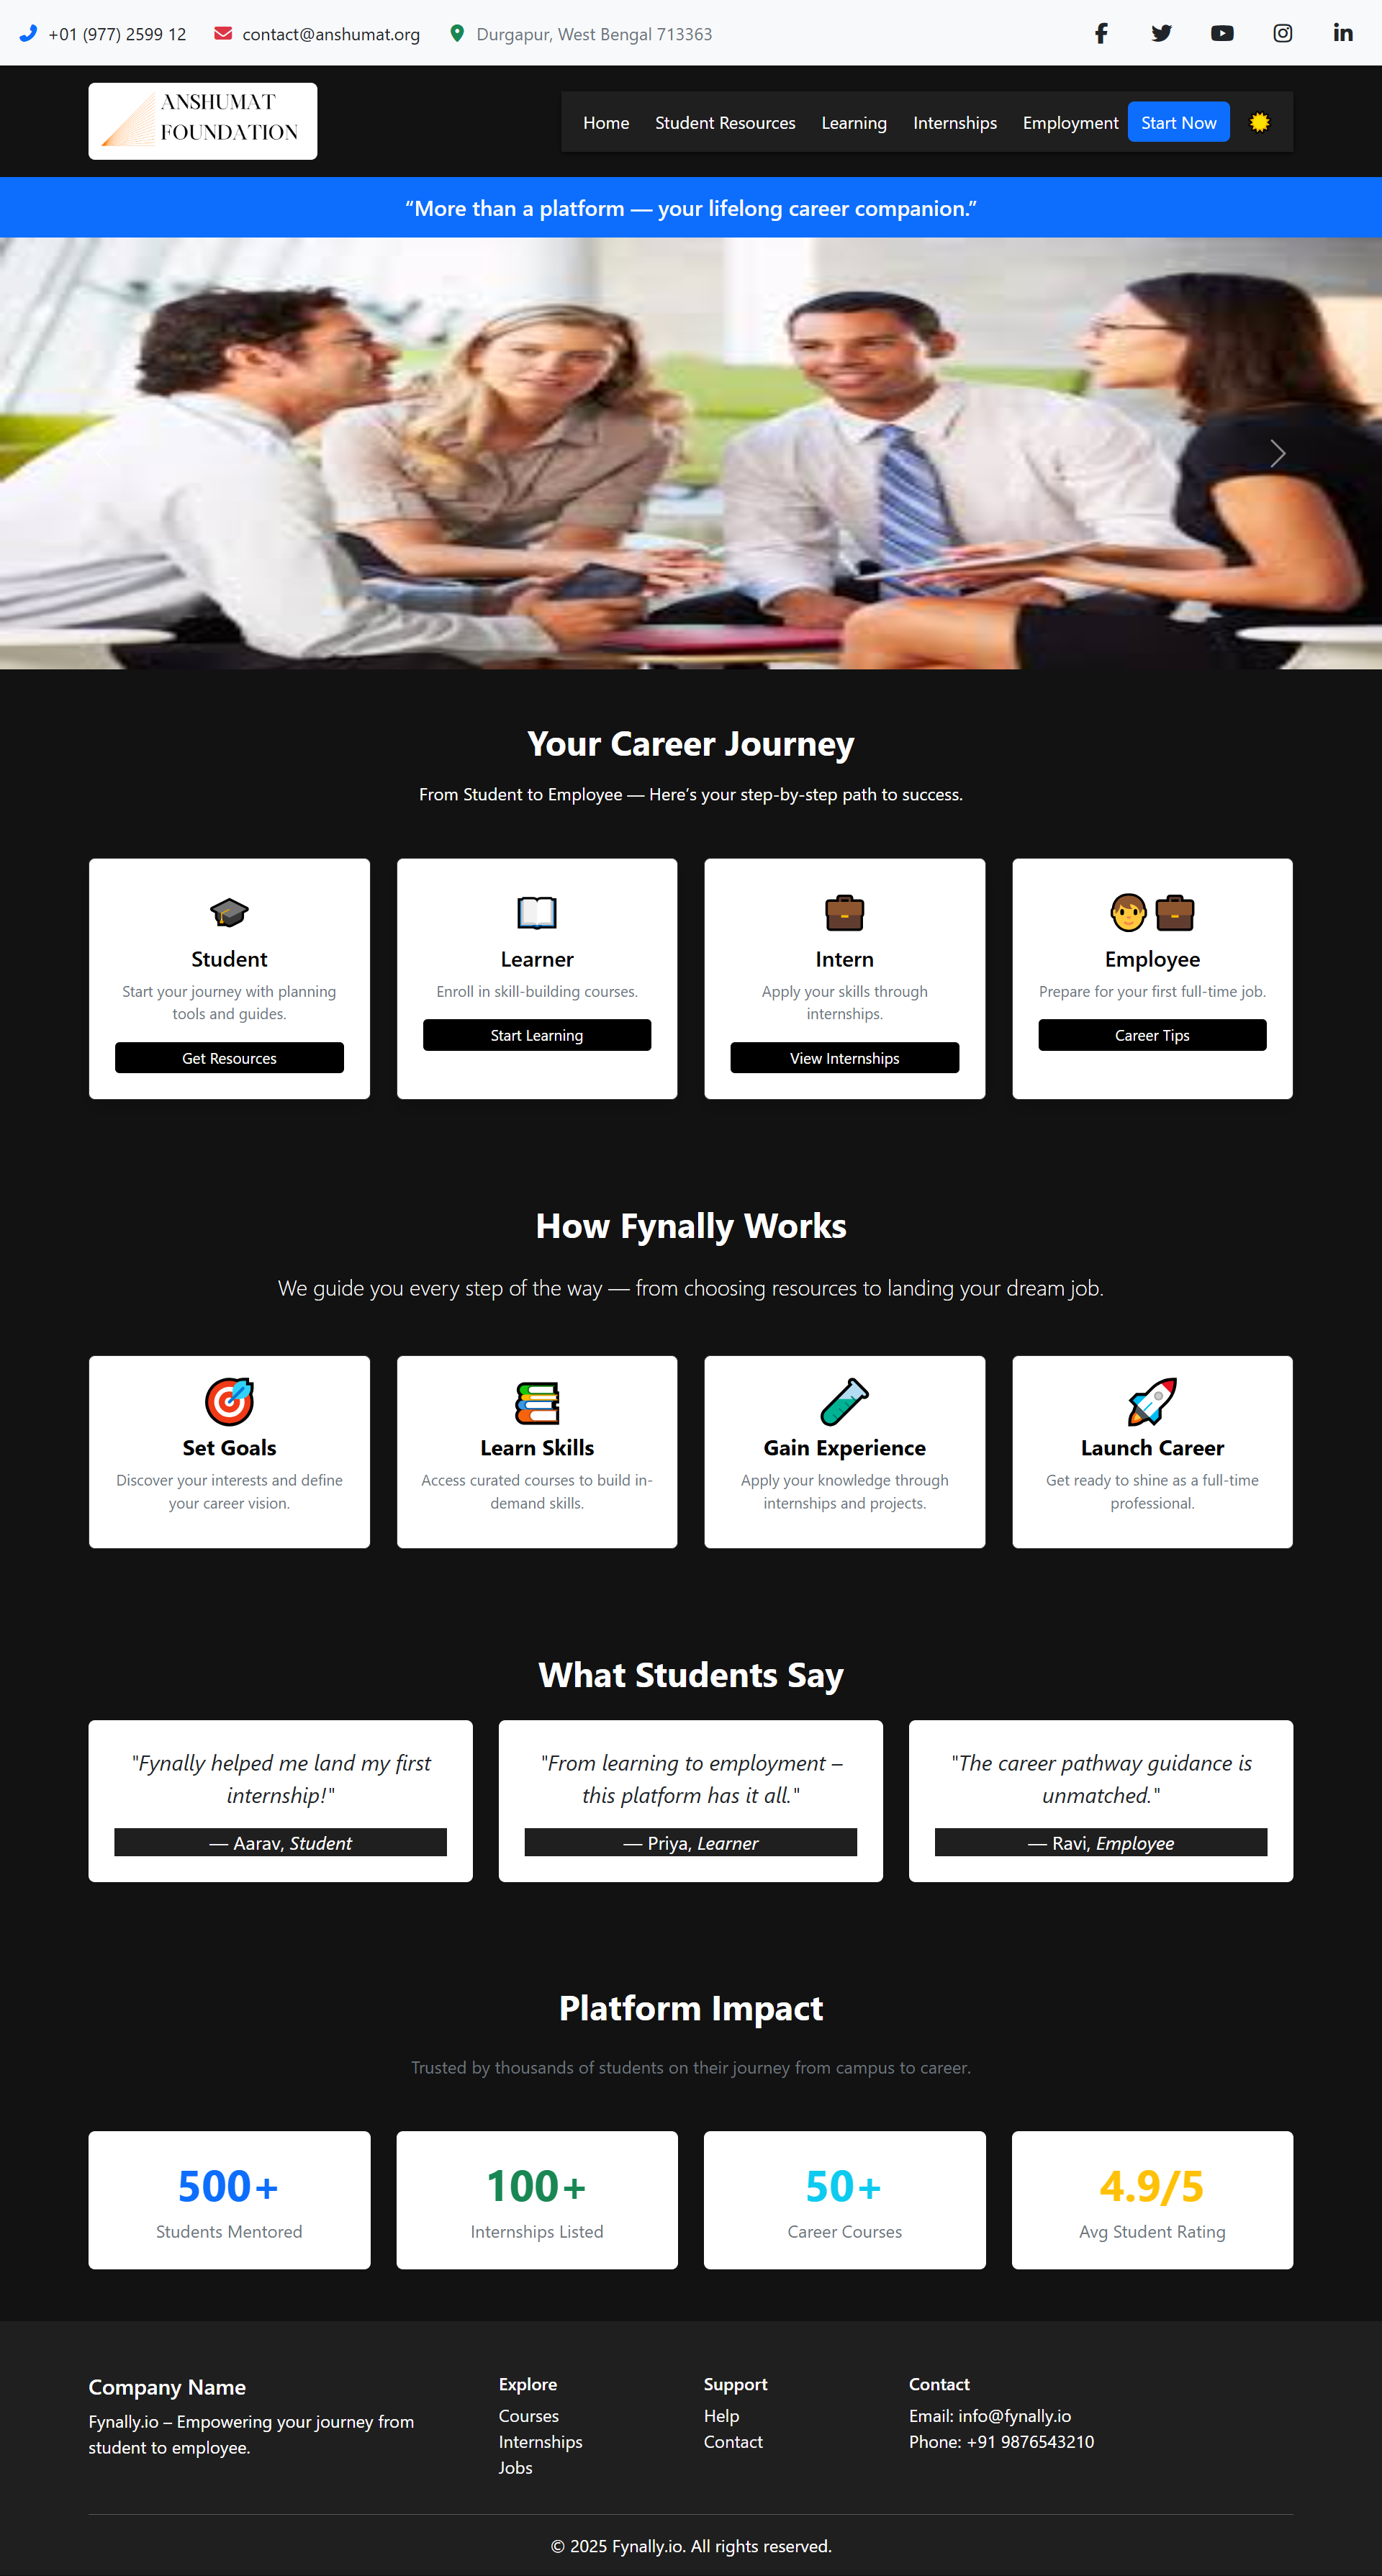 +01 (977) 2599 12 contact@anshumat.org Durgapur, West Bengal 713363
ANSHUMAT
FOUNDATION
Home Student Resources Learning Internships Employment Start Now
“More than a platform — your lifelong career companion.”
Your Career Journey
From Student to Employee — Here’s your step-by-step path to success.
Student
Start your journey with planning
tools and guides.
Get Resources
Learner
Enroll in skill-building courses.
Start Learning
Intern
Apply your skills through
internships.
View Internships
Employee
Prepare for your first full-time job.
Career Tips
How Fynally Works
We guide you every step of the way — from choosing resources to landing your dream job.
Set Goals
Discover your interests and define
your career vision.
Learn Skills
Access curated courses to build in-
demand skills.
Gain Experience
Apply your knowledge through
internships and projects.
Launch Career
Get ready to shine as a full-time
professional.
What Students Say
"Fynally helped me land my first
internship!"
— Aarav, Student
"From learning to employment –
this platform has it all."
— Priya, Learner
"The career pathway guidance is
unmatched."
— Ravi, Employee
Platform Impact
Trusted by thousands of students on their journey from campus to career.
500+
Students Mentored
100+
Internships Listed
50+
Career Courses
4.9/5
Avg Student Rating
Company Name
Fynally.io – Empowering your journey from
student to employee.
Explore
Courses
Internships
Jobs
Support
Help
Contact
Contact
Email: info@fynally.io
Phone: +91 9876543210
© 2025 Fynally.io. All rights reserved.